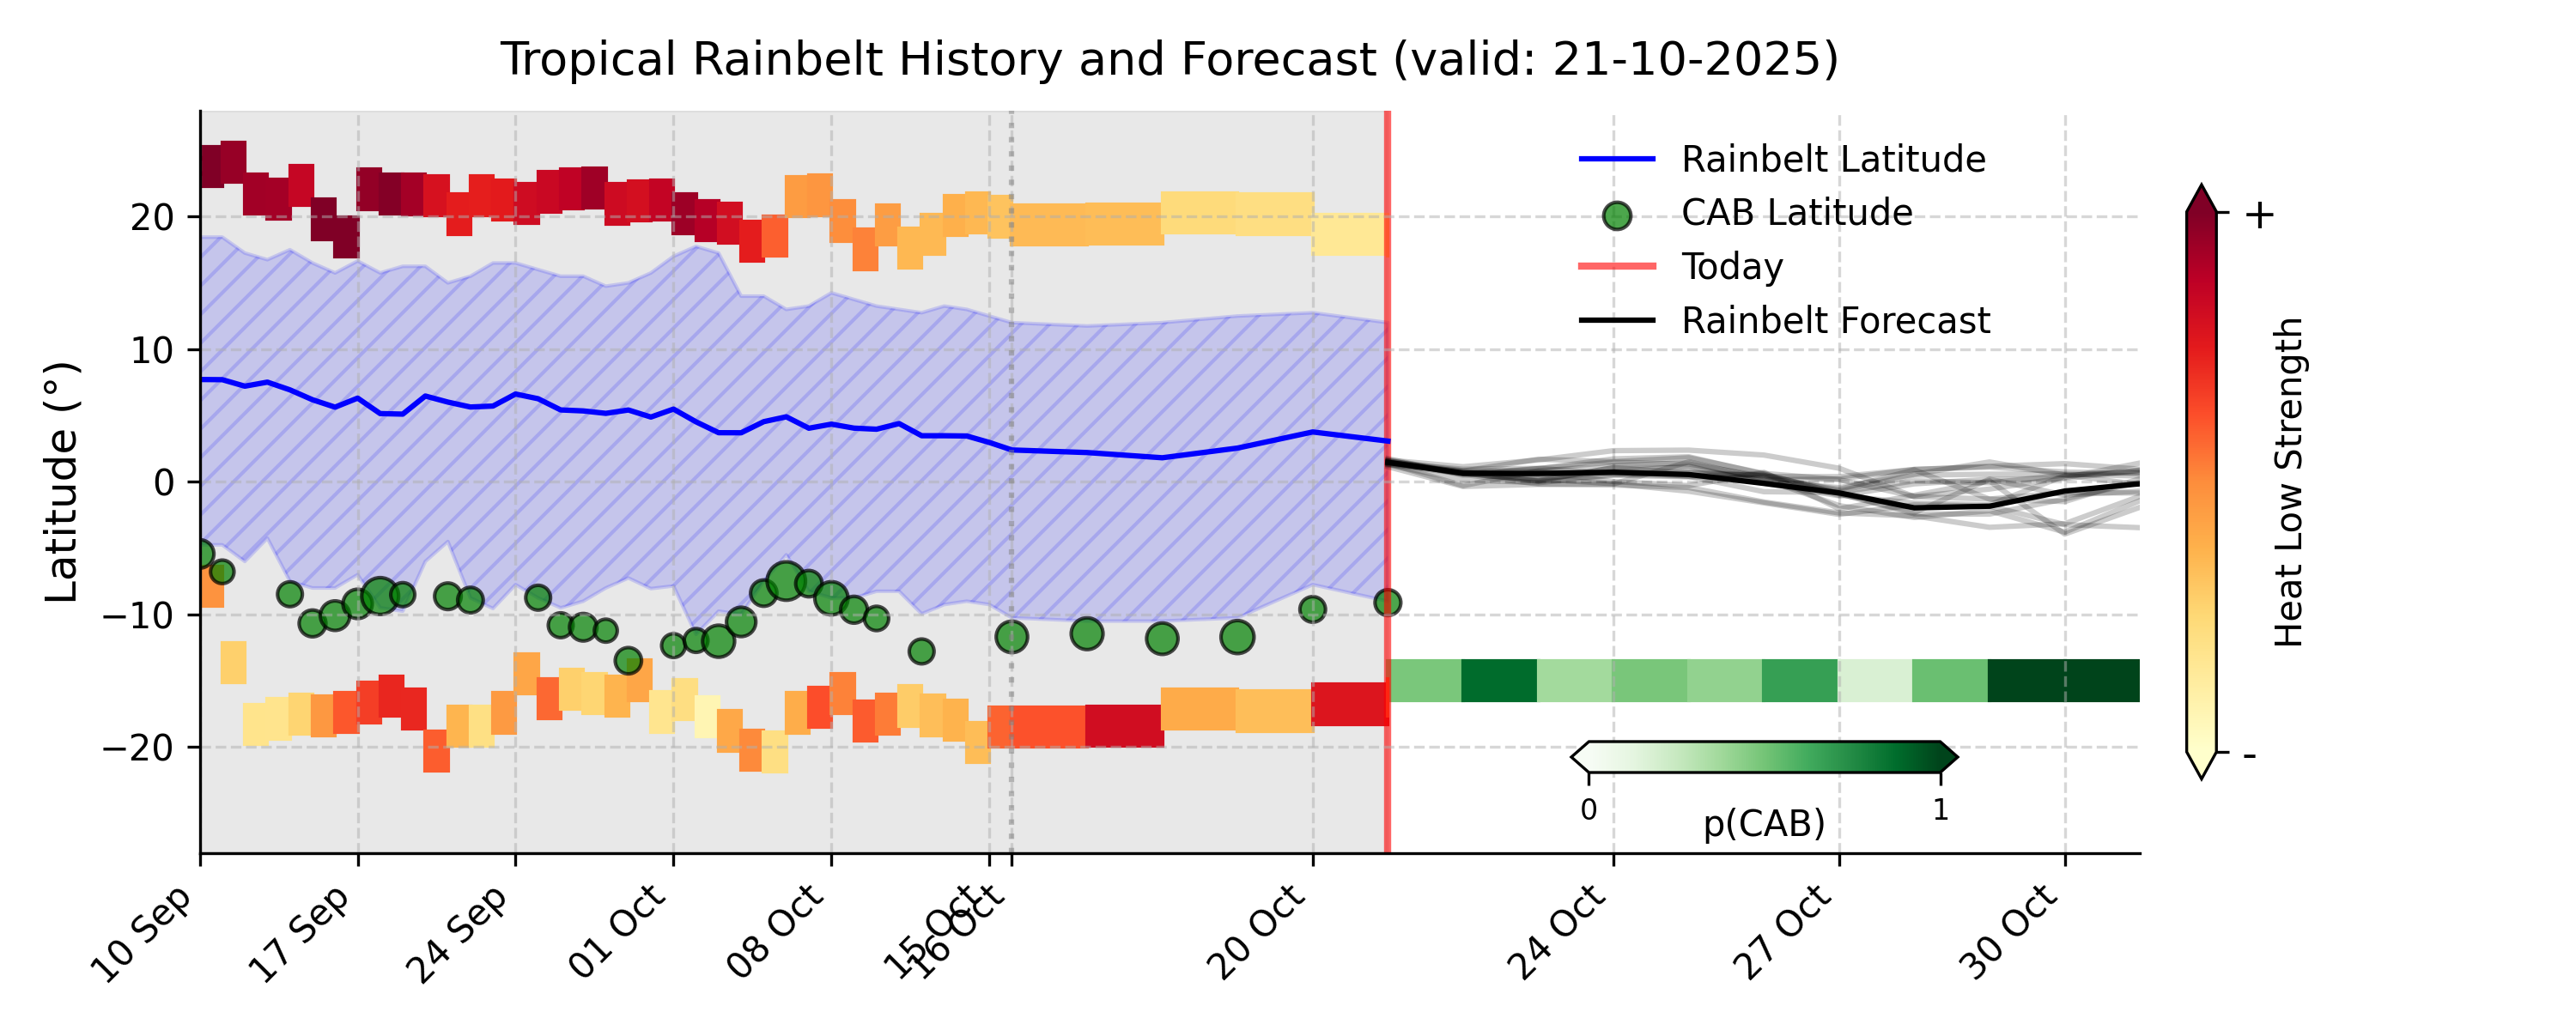 Tropical Rainbelt History and Forecast (valid: 21-10-2025)
Rainbelt Latitude
CAB Latitude
Today
Rainbelt Forecast
Latitude (°)
20
10
0
−10
−20
10 Sep
17 Sep
24 Sep
01 Oct
08 Oct
15 Oct
16 Oct
20 Oct
24 Oct
27 Oct
30 Oct
0
1
p(CAB)
+
-
Heat Low Strength